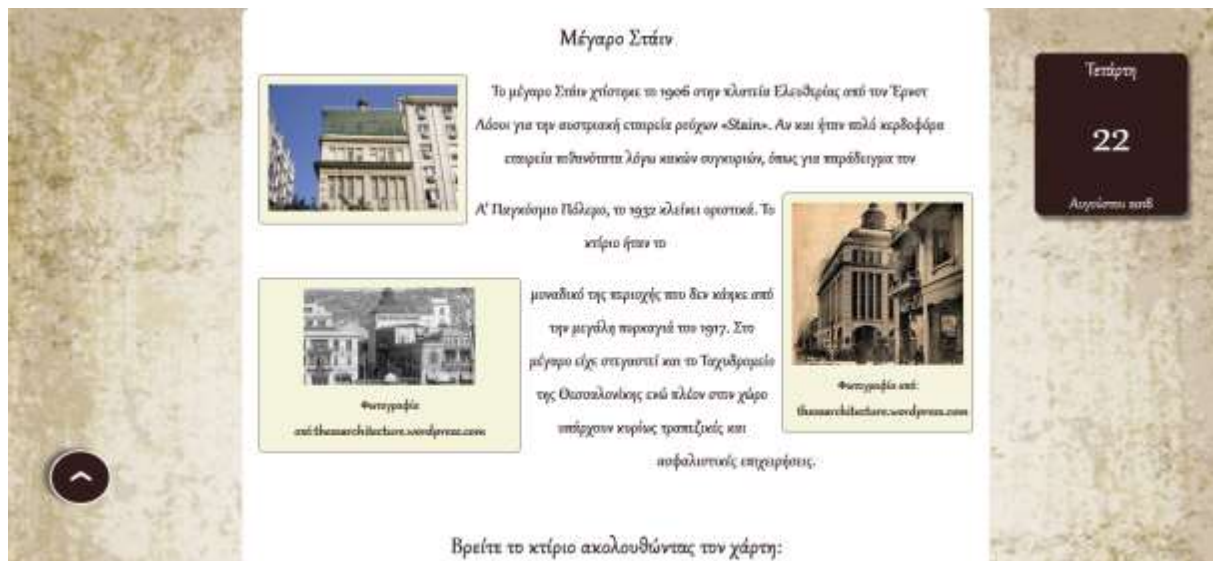 Μέγαρο Στάιν
Το μέγαρο Στάιν χτίστηκε το 1906 στην πλατεία Ελευθερίας από τον Έρνστ
Λόουι για την αυστριακή εταιρεία ρούχων «Stain». Αν και ήταν πολύ κερδοφόρα
εταιρεία πιθανότατα λόγω κακών συγκυριών, όπως για παράδειγμα τον
Α' Παγκόσμιο Πόλεμο, το 1932 κλείνει οριστικά. Το
κτίριο ήταν το
μοναδικό της περιοχής που δεν κάηκε από
την μεγάλη πυρκαγιά του 1917. Στο
μέγαρο είχε στεγαστεί και το Ταχυδρομείο
της Θεσσαλονίκης ενώ πλέον στον χώρο
υπάρχουν κυρίως τραπεζικές και
ασφαλιστικές επιχειρήσεις.
Φωτογραφία
από:thessarchitecture.wordpress.com
Φωτογραφία από:
thessarchitecture.wordpress.com
Βρείτε το κτίριο ακολουθώντας τον χάρτη:
Τετάρτη
22
Αυγούστου 2018